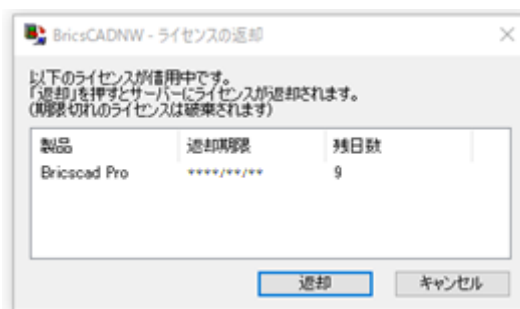 BricsCADNW - ライセンスの返却
以下のライセンスが借用中です。
「返却」を押すとサーバーにライセンスが返却されます。
(期限切れのライセンスは破棄されます)
製品 返却期限 残日数
Bricscad Pro ****/**/** 9
返却 キャンセル